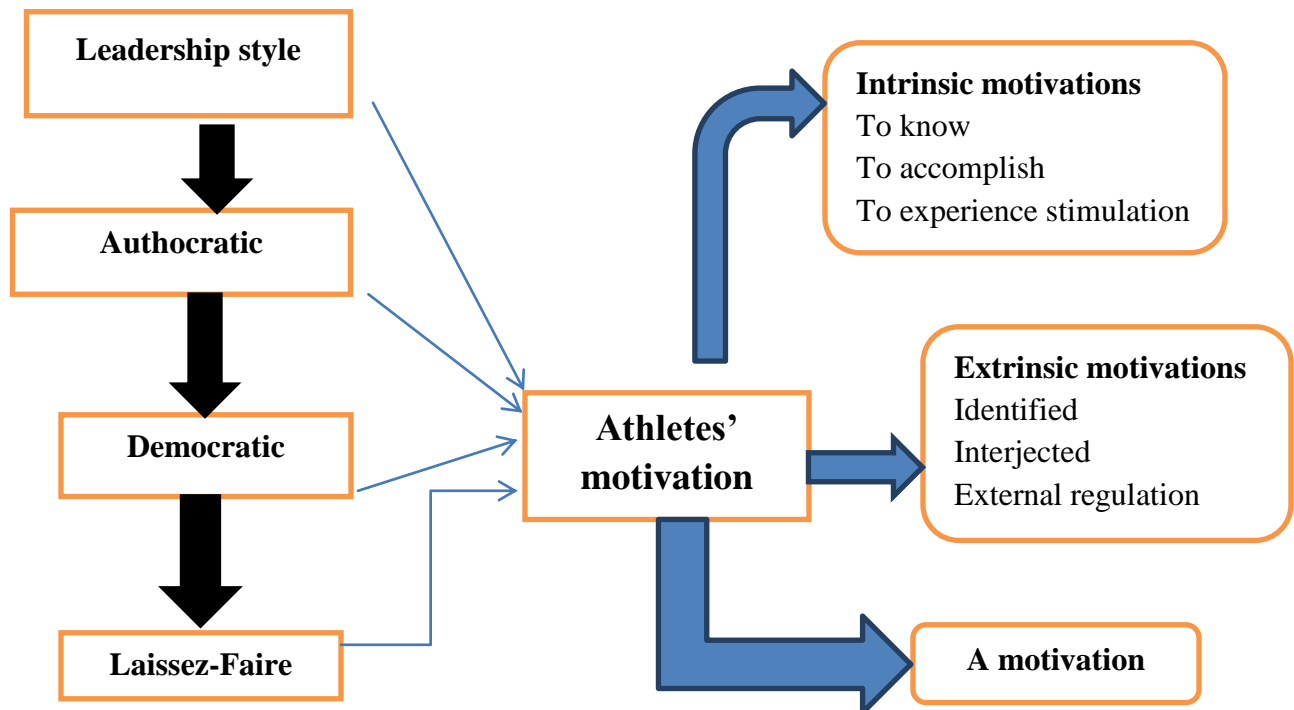 Leadership style
Authocratic
Democratic
Laissez-Faire
Athletes’
motivation
Intrinsic motivations
To know
To accomplish
To experience stimulation
Extrinsic motivations
Identified
Interjected
External regulation
A motivation